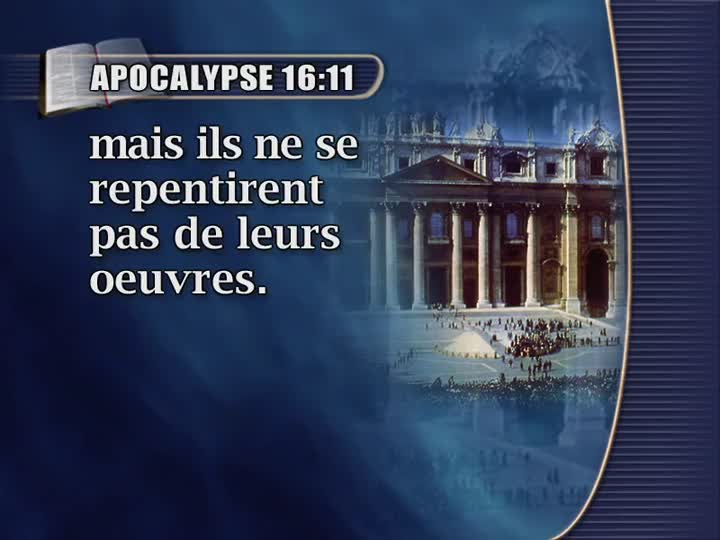 APOCALYPSE 16:11
mais ils ne se
repentirent
pas de leurs
oeuvres.